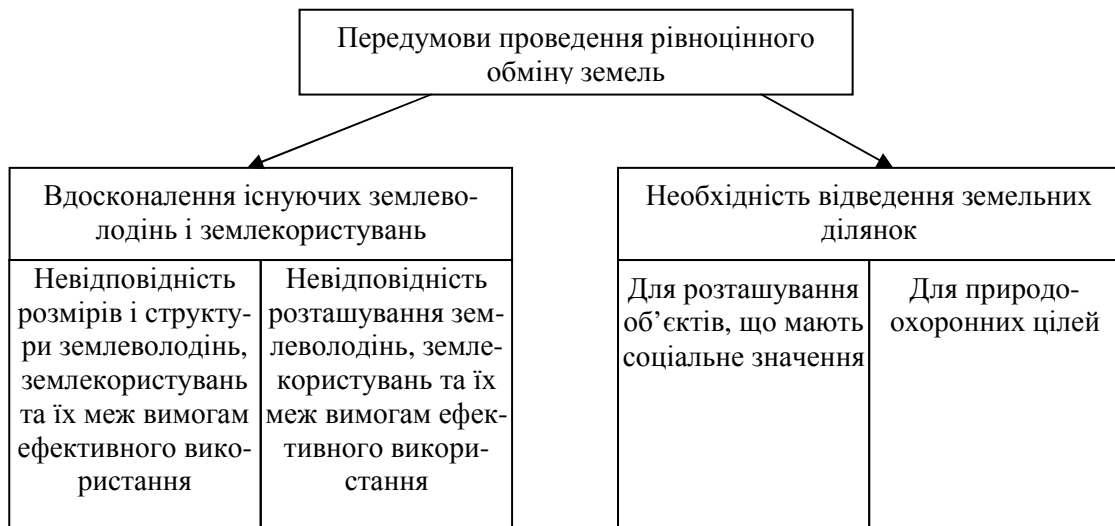 Передумови проведення рівноцінного
обміну земель
Вдосконалення існуючих землево-
лодінь і землекористувань
Невідповідність
розмірів і структу-
ри землеволодінь,
землекористувань
та їх меж вимогам
ефективного вико-
ристання
Невідповідність
розташування зем-
леволодінь, земле-
користувань та їх
меж вимогам ефек-
тивного викори-
стання
Необхідність відведення земельних
ділянок
Для розташування
об’єктів, що мають
соціальне значення
Для природо-
охоронних цілей